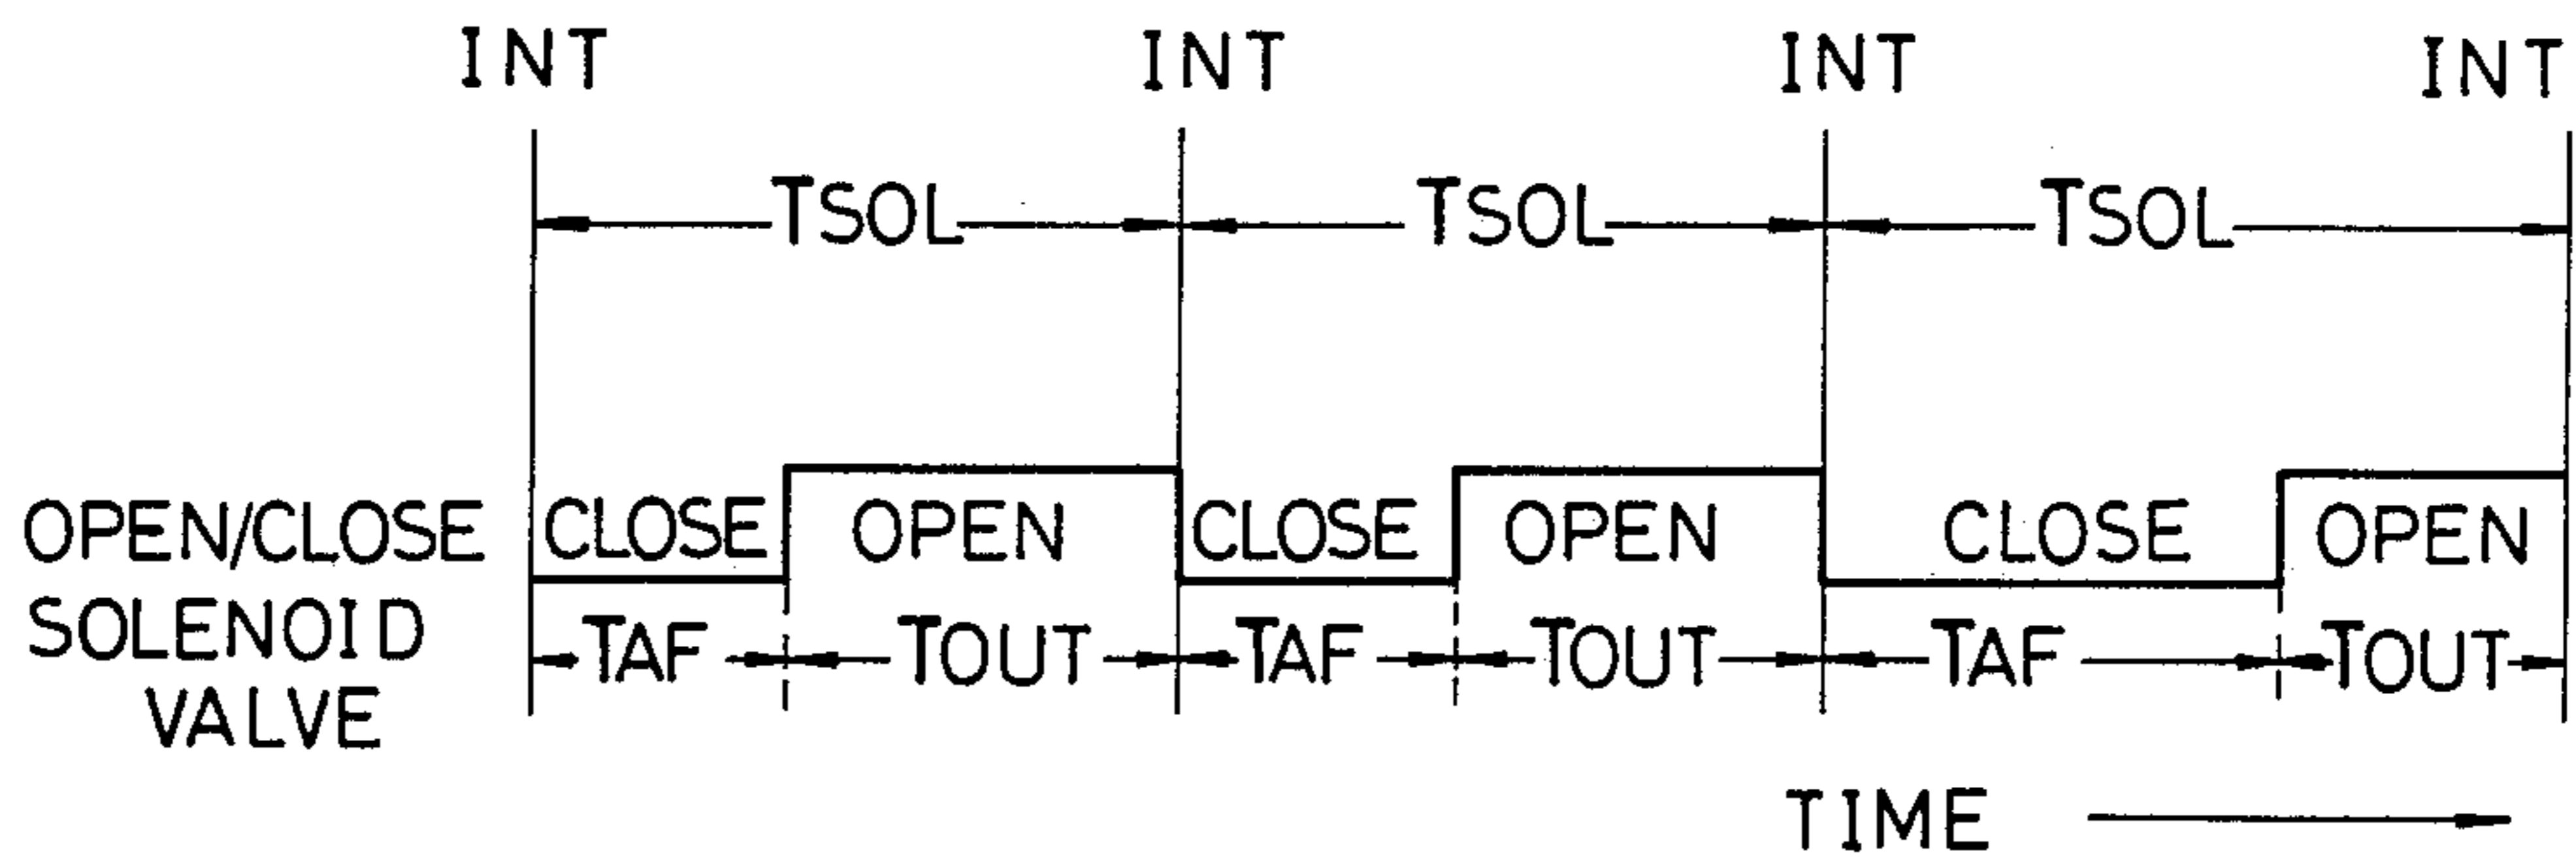 INT INT INT INT
TSOL TSOL TSOL
OPEN/CLOSE CLOSE OPEN CLOSE OPEN CLOSE OPEN
SOLENOID TAF TOUT TAF TOUT TAF TOUT
VALVE
TIME